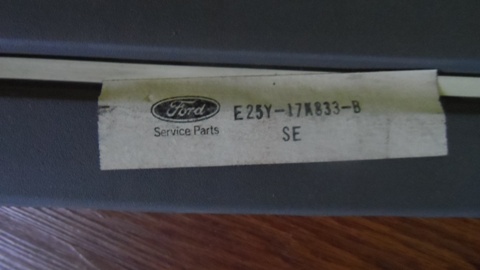 Ford E25Y-17K833-B
Service Parts SE